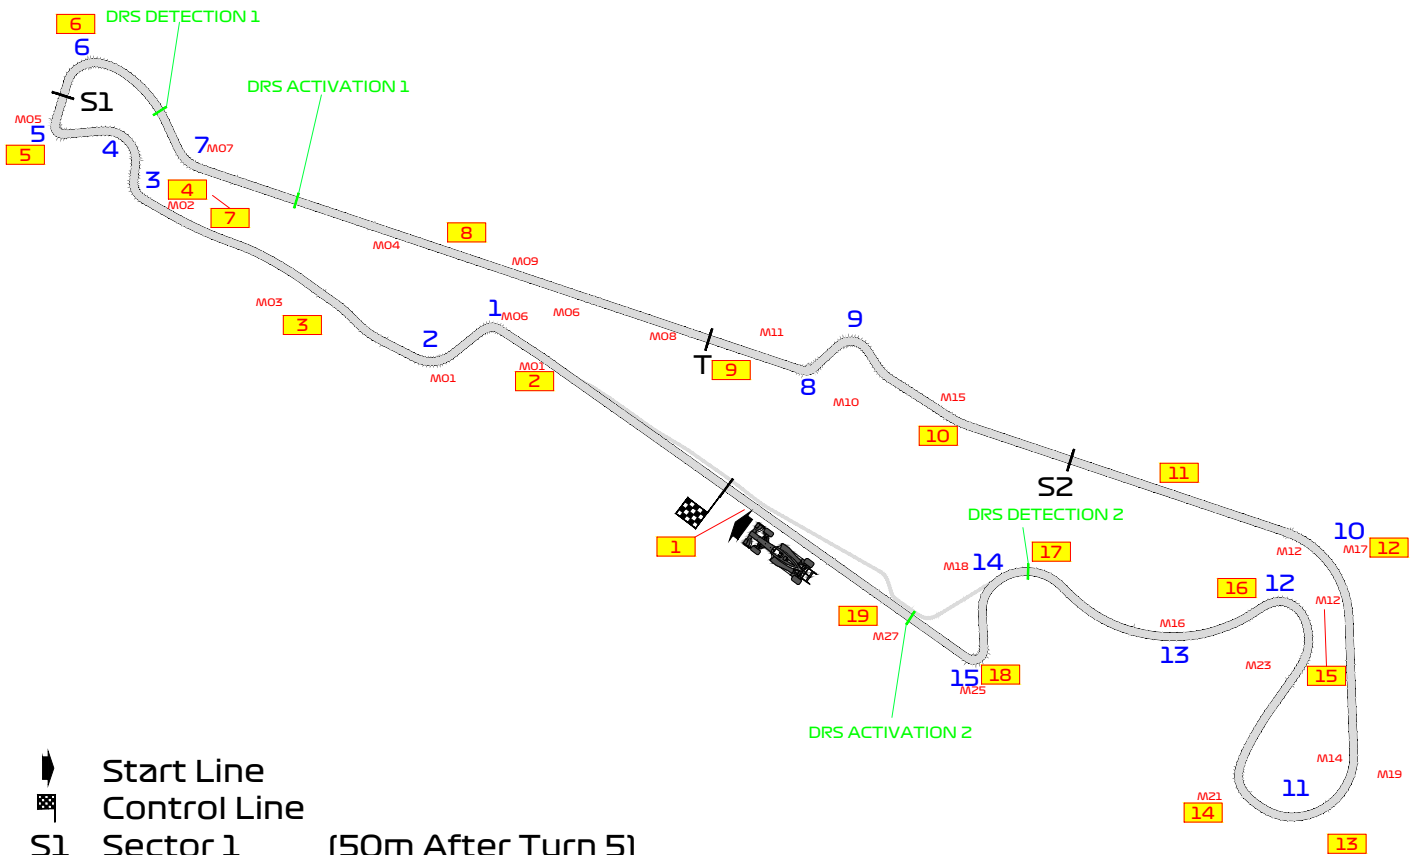 6
DRS DETECTION 1
6
DRS ACTIVATION 1
S1
M05
5
4
7
M07
5
3
4
M02
7
8
M04
M09
M03
3
1
M06
M06
9
M11
2
M08
T
9
M01
M01
2
8
M10
M15
10
11
S2
DRS DETECTION 2
1
10
M12
M17
12
14
M18
17
16
12
M12
19
M27
M16
13
M23
15
15
18
M25
DRS ACTIVATION 2
M14
M19
11
M21
14
13
Start Line
Control Line
S1 Sector 1 (50m After Turn 5)